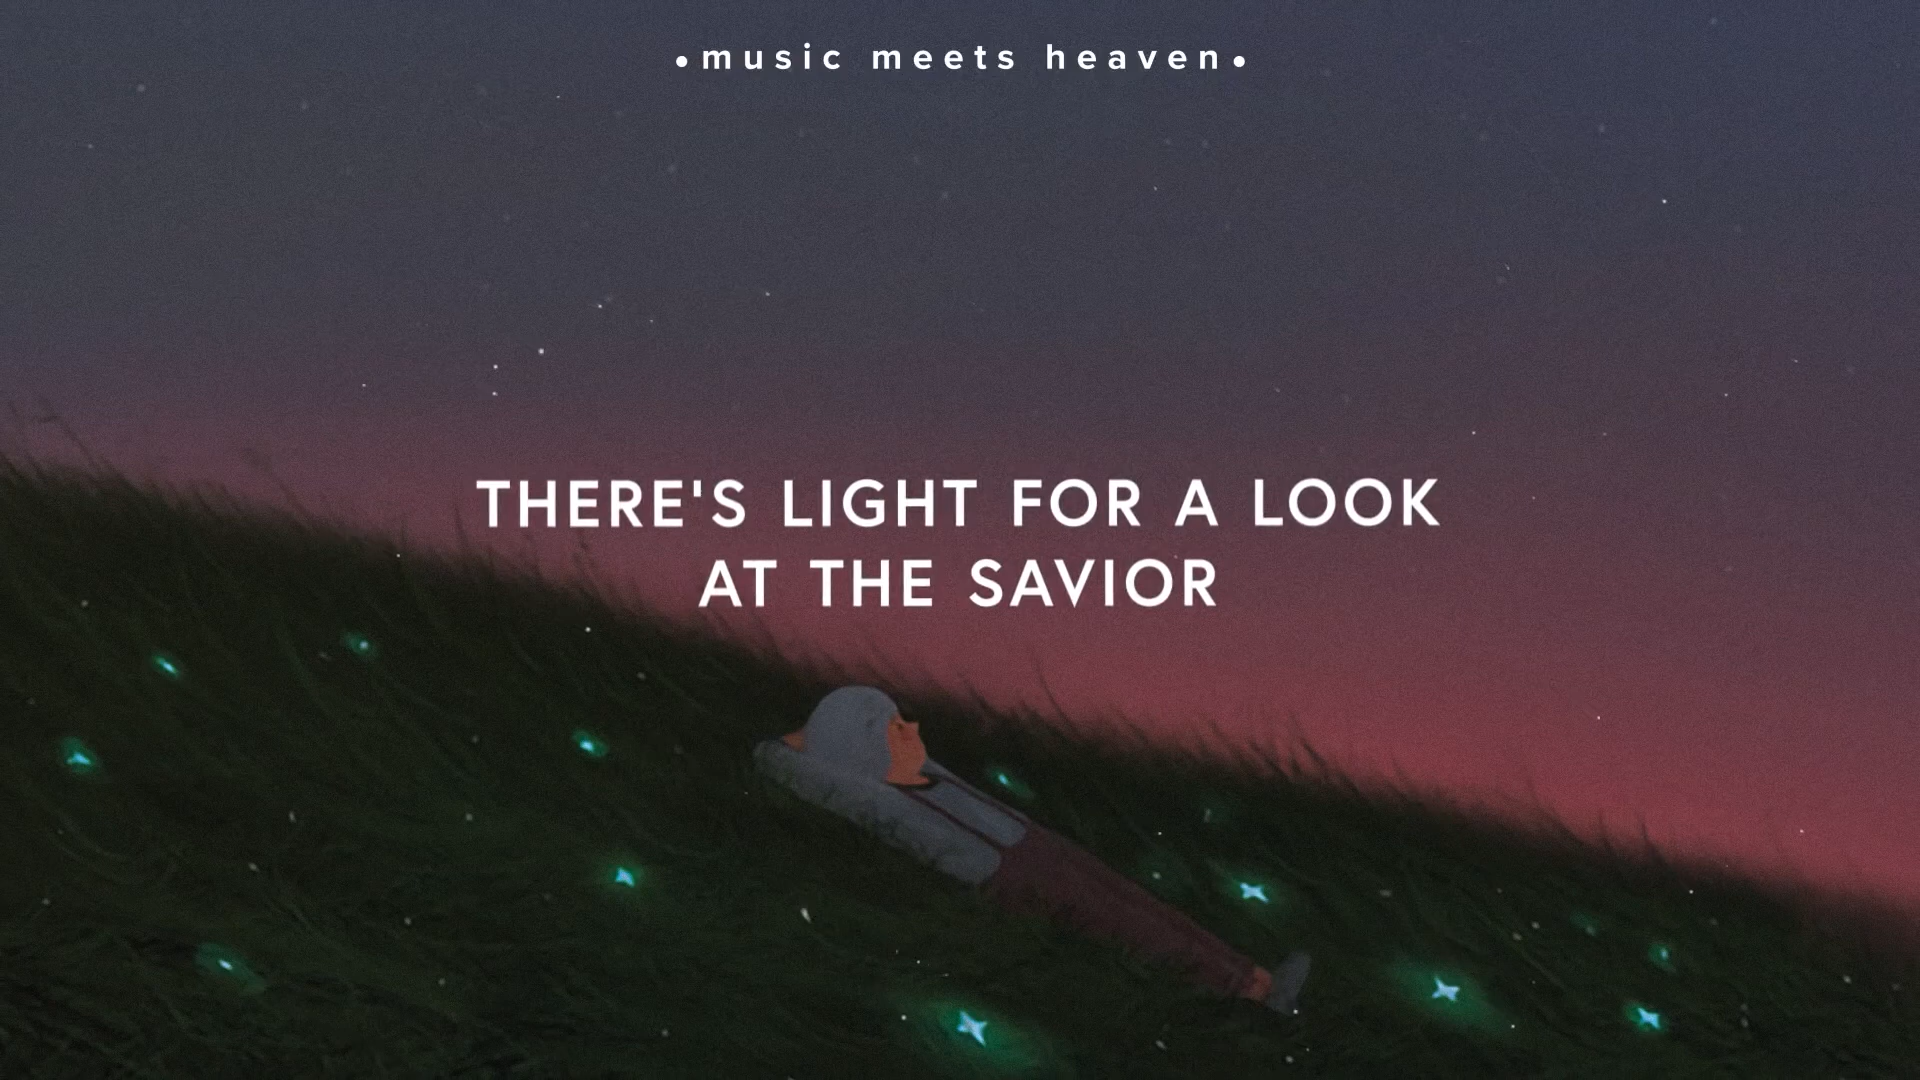 •music meets heaven•
THERE'S LIGHT FOR A LOOK
AT THE SAVIOR